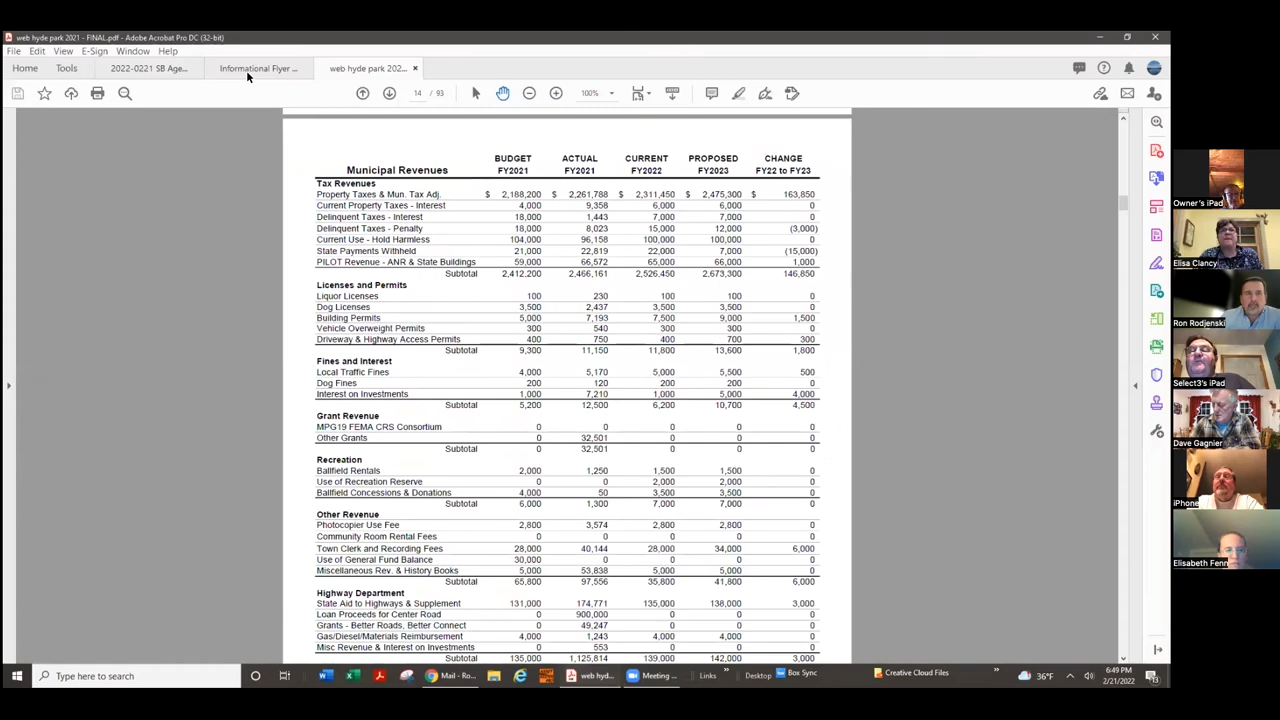 web hyde park 2021 - FINAL.pdf - Adobe Acrobat Pro DC (32-bit)
File Edit View E-Sign Window Help
Home Tools 2022-0221 SB Age... Informational Flyer ... web hyde park 202...
14 / 93 100%
BUDGET ACTUAL CURRENT PROPOSED CHANGE
Municipal Revenues FY2021 FY2021 FY2022 FY2023 FY22 to FY23
Tax Revenues
Property Taxes & Mun. Tax Adj. $ 2,188,200 $ 2,261,788 $ 2,311,450 $ 2,475,300 $ 163,850
Current Property Taxes - Interest 4,000 9,358 6,000 6,000 0
Delinquent Taxes - Interest 18,000 1,443 7,000 7,000 0
Delinquent Taxes - Penalty 18,000 8,023 15,000 12,000 (3,000)
Current Use - Hold Harmless 104,000 96,158 100,000 100,000 0
State Payments Withheld 21,000 22,819 22,000 7,000 (15,000)
PILOT Revenue - ANR & State Buildings 59,000 66,572 65,000 66,000 1,000
Subtotal 2,412,200 2,466,161 2,526,450 2,673,300 146,850
Licenses and Permits
Liquor Licenses 100 230 100 100 0
Dog Licenses 3,500 2,437 3,500 3,500 0
Building Permits 5,000 7,193 7,500 9,000 1,500
Vehicle Overweight Permits 300 540 300 300 0
Driveway & Highway Access Permits 400 750 400 700 300
Subtotal 9,300 11,150 11,800 13,600 1,800
Fines and Interest
Local Traffic Fines 4,000 5,170 5,000 5,500 500
Dog Fines 200 120 200 200 0
Interest on Investments 1,000 7,210 1,000 5,000 4,000
Subtotal 5,200 12,500 6,200 10,700 4,500
Grant Revenue
MPG19 FEMA CRS Consortium 0 0 0 0 0
Other Grants 0 32,501 0 0 0
Subtotal 0 32,501 0 0 0
Recreation
Ballfield Rentals 2,000 1,250 1,500 1,500 0
Use of Recreation Reserve 0 0 2,000 2,000 0
Ballfield Concessions & Donations 4,000 50 3,500 3,500 0
Subtotal 6,000 1,300 7,000 7,000 0
Other Revenue
Photocopier Use Fee 2,800 3,574 2,800 2,800 0
Community Room Rental Fees 0 0 0 0 0
Town Clerk and Recording Fees 28,000 40,144 28,000 34,000 6,000
Use of General Fund Balance 30,000 0 0 0 0
Miscellaneous Rev. & History Books 5,000 53,838 5,000 5,000 0
Subtotal 65,800 97,556 35,800 41,800 6,000
Highway Department
State Aid to Highways & Supplement 131,000 174,771 135,000 138,000 3,000
Loan Proceeds for Center Road 0 900,000 0 0 0
Grants - Better Roads, Better Connect 0 49,247 0 0 0
Gas/Diesel/Materials Reimbursement 4,000 1,243 4,000 4,000 0
Misc Revenue & Interest on Investments 0 553 0 0 0
Subtotal 135,000 1,125,814 139,000 142,000 3,000
Owner's iPad
Elisa Clancy
Ron Rodjenski
Select3's iPad
Dave Gagnier
iPhone
Elisabeth Fenn
Type here to search
Mail - Ro...
web hyd...
Meeting ...
Links
Desktop
Box Sync
Creative Cloud Files
36°F
6:49 PM
2/21/2022